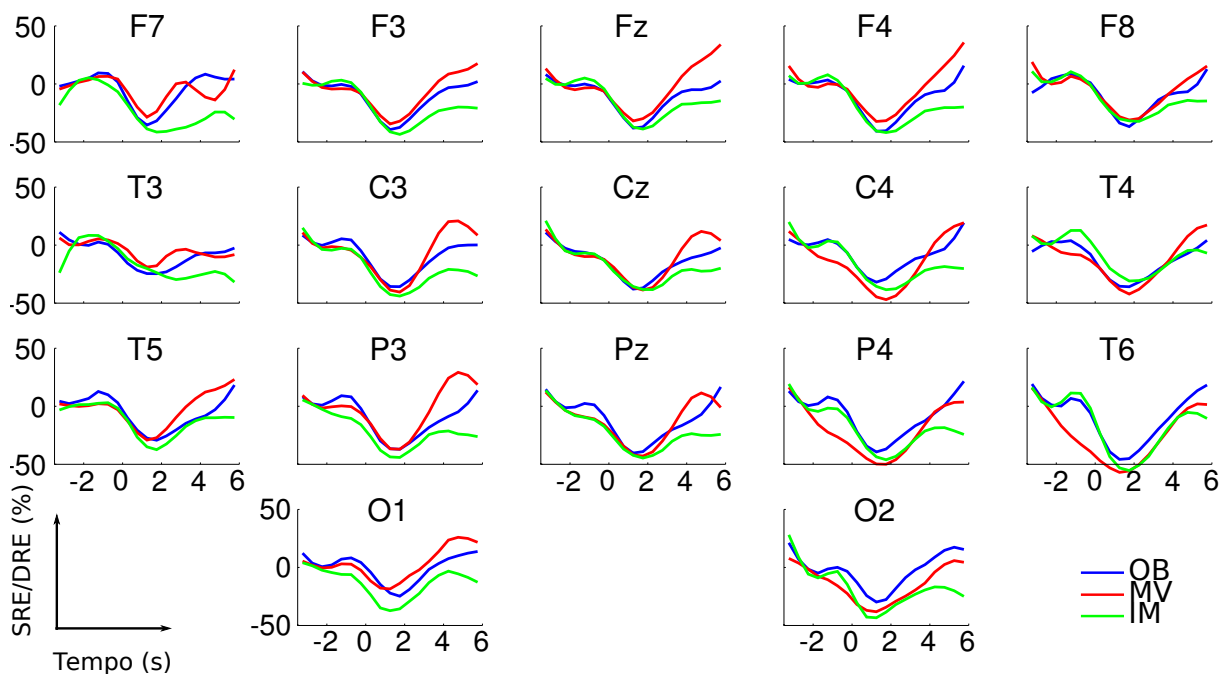 50 F7 F3 Fz F4 F8
0
-50
50 T3 C3 Cz C4 T4
0
-50
50 T5 P3 Pz P4 T6
0
-50
-2 0 2 4 6 -2 0 2 4 6
50 O1 50 O2
0 0
-50 -50
-2 0 2 4 6 -2 0 2 4 6 -2 0 2 4 6
SRE/DRE (%)
Tempo (s)
OB
MV
IM